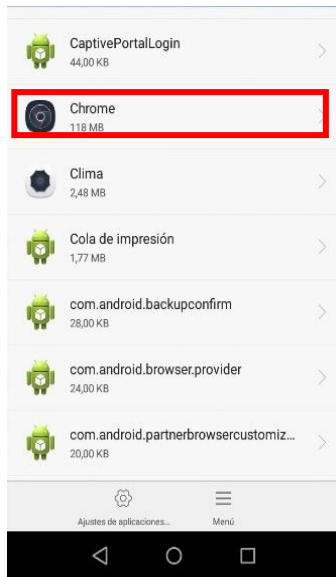 CaptivePortalLogin
44,00 KB
Chrome
118 MB
Clima
2,48 MB
Cola de impresión
1,77 MB
com.android.backupconfirm
28,00 KB
com.android.browser.provider
24,00 KB
com.android.partnerbrowsercustomiz...
20,00 KB
Ajustes de aplicaciones... Menú